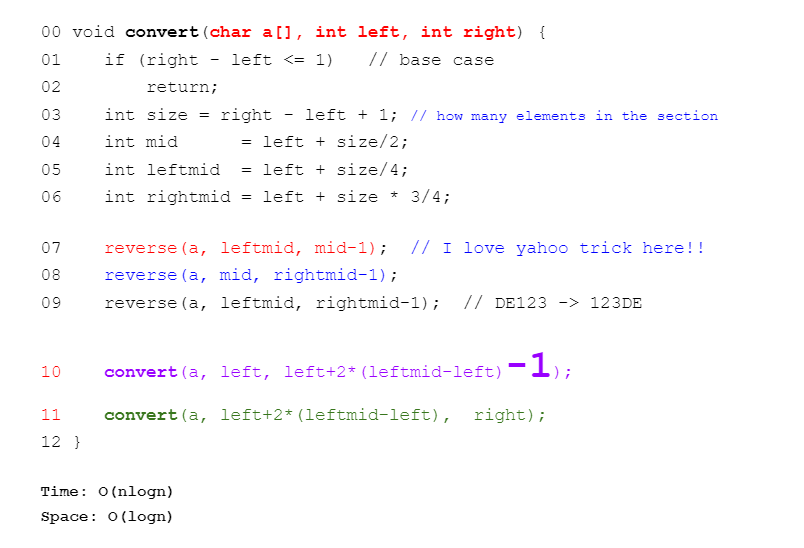 00 void convert(char a[], int left, int right) {
01    if (right - left <= 1)   // base case
02        return;
03    int size = right - left + 1; // how many elements in the section
04    int mid      = left + size/2;
05    int leftmid  = left + size/4;
06    int rightmid = left + size * 3/4;
07    reverse(a, leftmid, mid-1);  // I love yahoo trick here!!
08    reverse(a, mid, rightmid-1);
09    reverse(a, leftmid, rightmid-1);  // DE123 -> 123DE
10    convert(a, left, left+2*(leftmid-left)-1);
11    convert(a, left+2*(leftmid-left),  right);
12 }
Time: O(nlogn)
Space: O(logn)